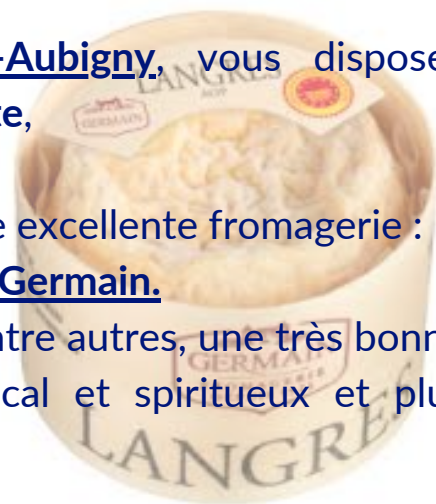 -Aubigny, vous dispose
LANGRES
AOP
GERMAIN
te,
e excellente fromagerie :
Germain.
ntre autres, une très bonn
GERMAIN
cal et spiritueux et plu
LANGRES